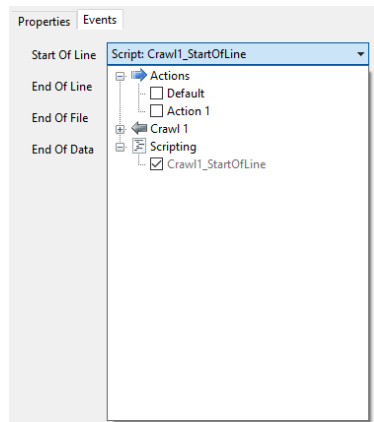 Properties Events
Start Of Line Script: Crawl1_StartOfLine
Actions
End Of Line
Default
Action 1
End Of File
Crawl 1
End Of Data
Scripting
Crawl1_StartOfLine